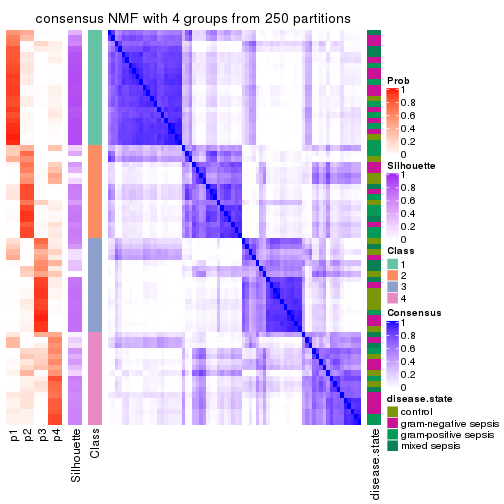 consensus NMF with 4 groups from 250 partitions
Prob
1
0.8
0.6
0.4
0.2
0
Silhouette
1
0.8
0.6
0.4
0.2
0
Class
1
2
3
4
Consensus
1
0.8
0.6
0.4
0.2
0
disease.state
control
gram-negative sepsis
gram-positive sepsis
mixed sepsis
p1
p2
p3
p4
Silhouette
Class
disease.state